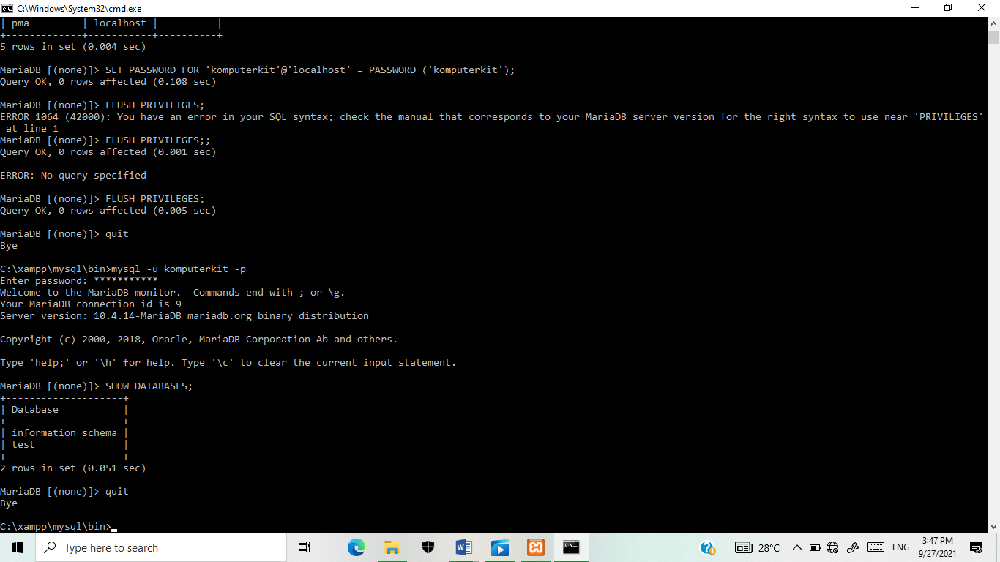 C:\Windows\System32\cmd.exe
| pma         | localhost |          |
+-------------+-----------+----------+
5 rows in set (0.004 sec)
MariaDB [(none)]> SET PASSWORD FOR 'komputerkit'@'localhost' = PASSWORD ('komputerkit');
Query OK, 0 rows affected (0.108 sec)
MariaDB [(none)]> FLUSH PRIVILIGES;
ERROR 1064 (42000): You have an error in your SQL syntax; check the manual that corresponds to your MariaDB server version for the right syntax to use near 'PRIVILIGES'
 at line 1
MariaDB [(none)]> FLUSH PRIVILEGES;;
Query OK, 0 rows affected (0.001 sec)
ERROR: No query specified
MariaDB [(none)]> FLUSH PRIVILEGES;
Query OK, 0 rows affected (0.005 sec)
MariaDB [(none)]> quit
Bye
C:\xampp\mysql\bin>mysql -u komputerkit -p
Enter password: ***********
Welcome to the MariaDB monitor.  Commands end with ; or \g.
Your MariaDB connection id is 9
Server version: 10.4.14-MariaDB mariadb.org binary distribution
Copyright (c) 2000, 2018, Oracle, MariaDB Corporation Ab and others.
Type 'help;' or '\h' for help. Type '\c' to clear the current input statement.
MariaDB [(none)]> SHOW DATABASES;
+--------------------+
| Database           |
+--------------------+
| information_schema |
| test               |
+--------------------+
2 rows in set (0.051 sec)
MariaDB [(none)]> quit
Bye
C:\xampp\mysql\bin>
Type here to search
28°C
ENG
3:47 PM
9/27/2021